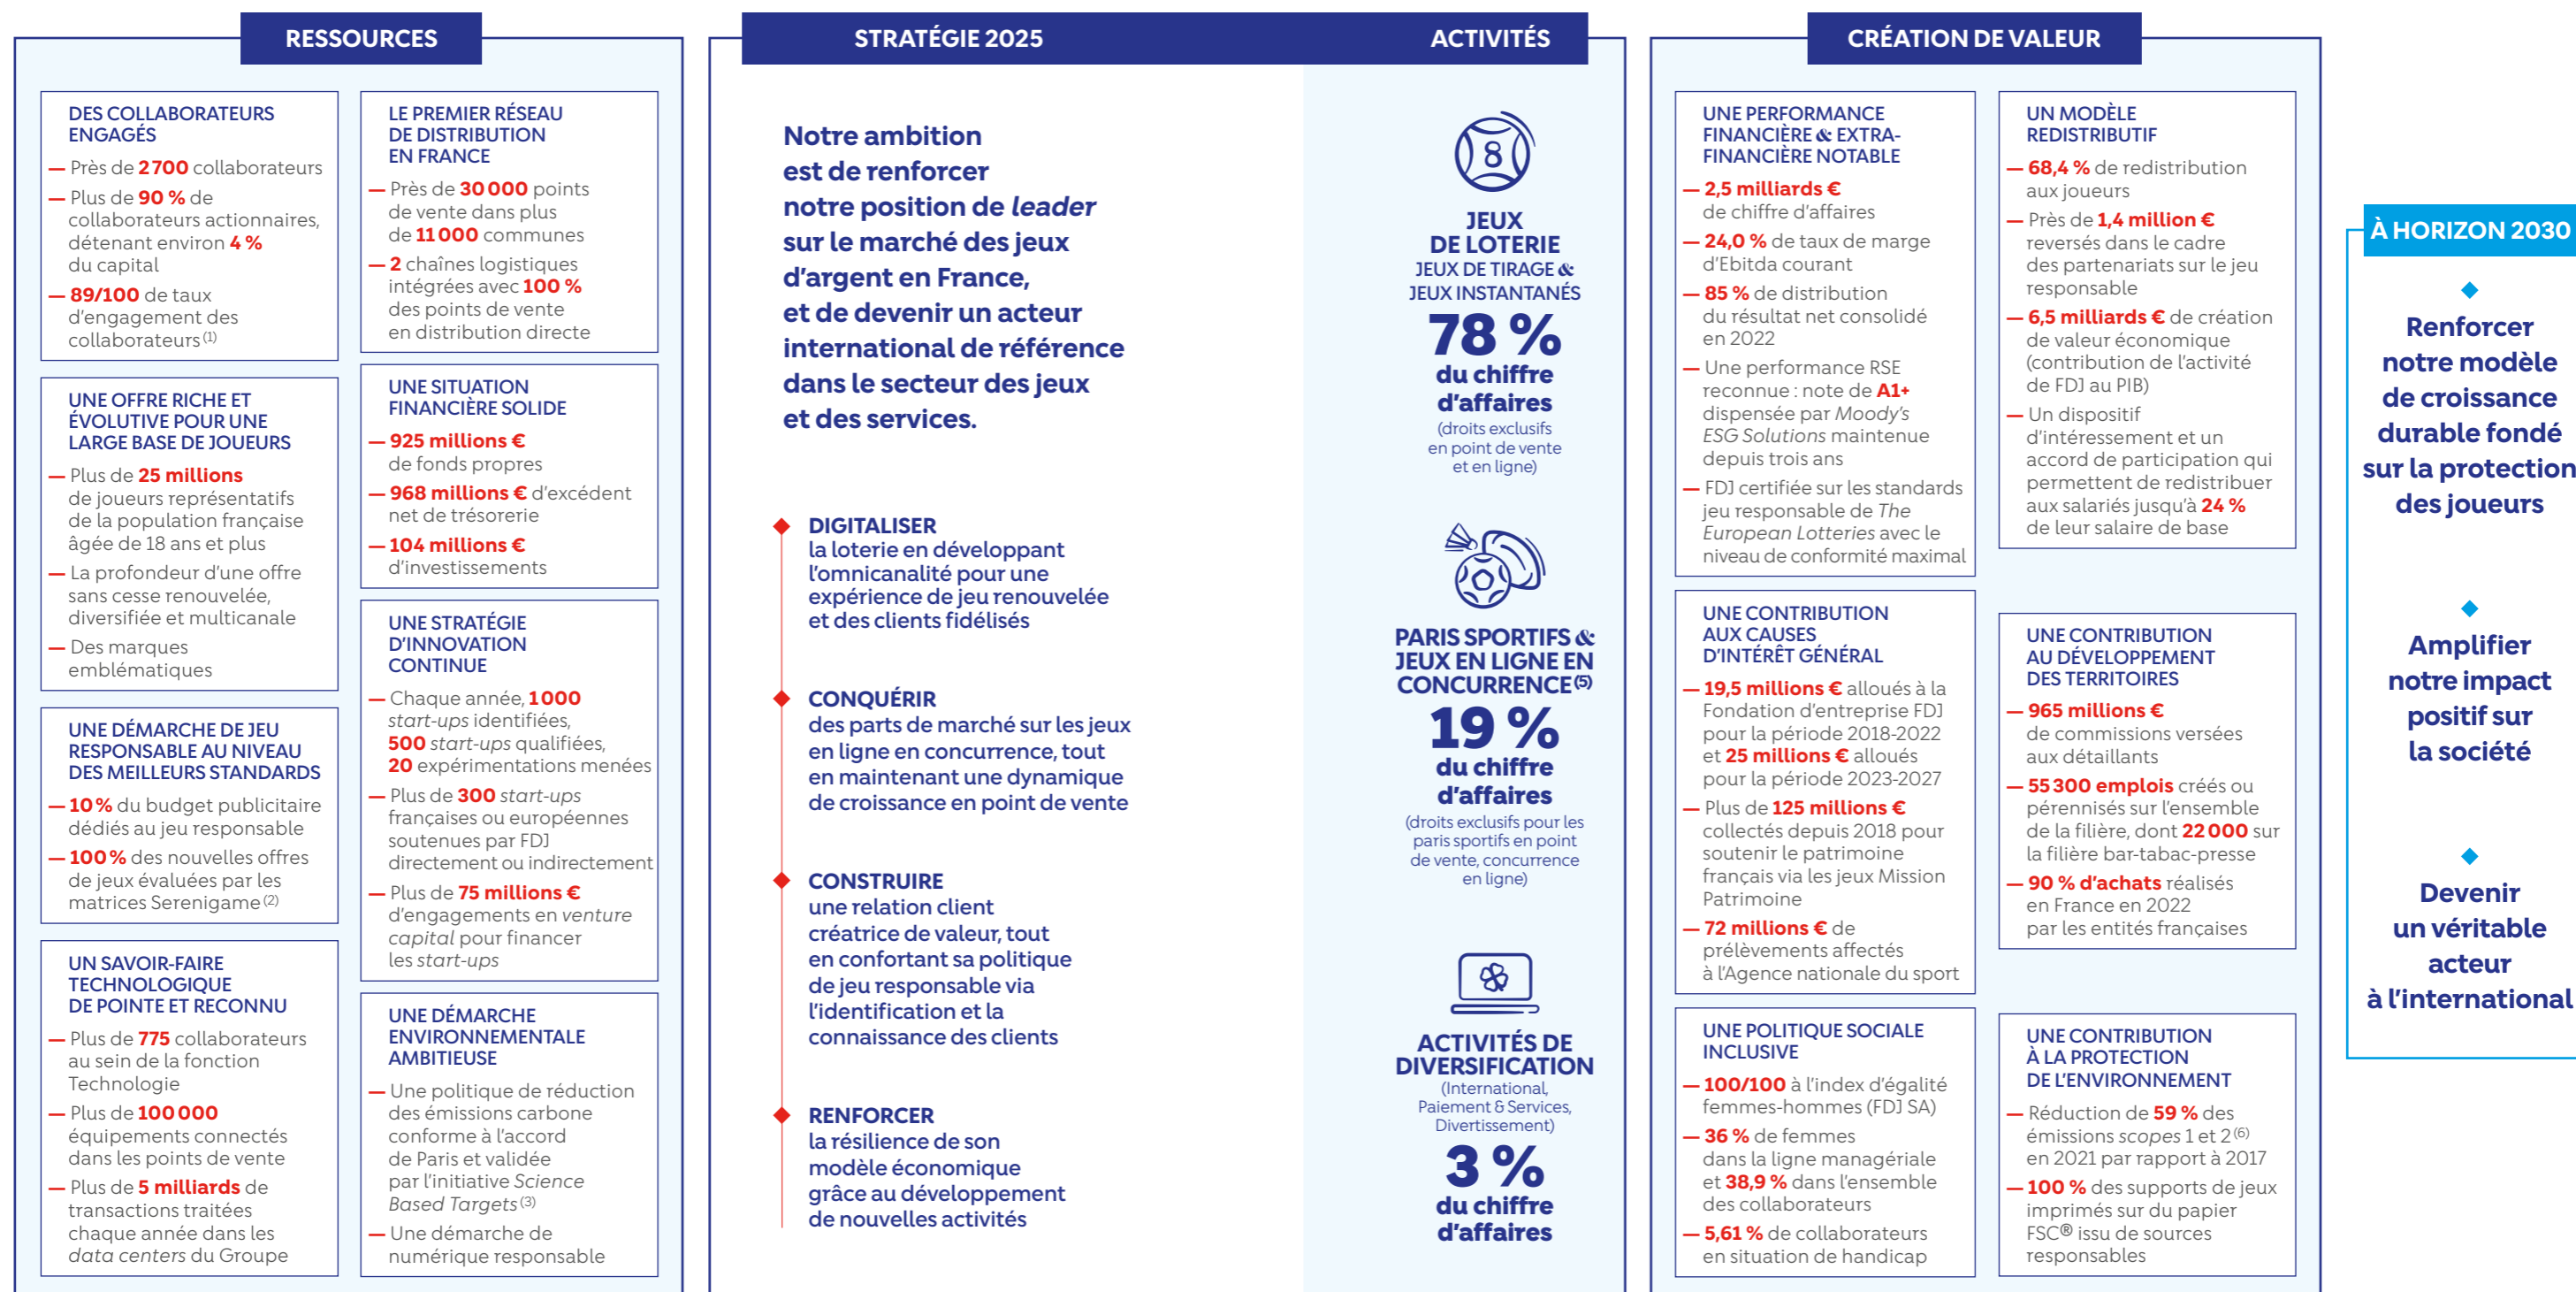 RESSOURCES
DES COLLABORATEURS
ENGAGÉS
— Près de 2 700 collaborateurs
— Plus de 90 % de
collaborateurs actionnaires,
détenant environ 4 %
du capital
— 89/100 de taux
d'engagement des
collaborateurs (1)
UNE OFFRE RICHE ET
ÉVOLUTIVE POUR UNE
LARGE BASE DE JOUEURS
— Plus de 25 millions
de joueurs représentatifs
de la population française
âgée de 18 ans et plus
— La profondeur d'une offre
sans cesse renouvelée,
diversifiée et multicanale
— Des marques
emblématiques
UNE DÉMARCHE DE JEU
RESPONSABLE AU NIVEAU
DES MEILLEURS STANDARDS
— 10 % du budget publicitaire
dédiés au jeu responsable
— 100 % des nouvelles offres
de jeux évaluées par les
matrices Serenigame (2)
UN SAVOIR-FAIRE
TECHNOLOGIQUE
DE POINTE ET RECONNU
— Plus de 775 collaborateurs
au sein de la fonction
Technologie
— Plus de 100 000
équipements connectés
dans les points de vente
— Plus de 5 milliards de
transactions traitées
chaque année dans les
data centers du Groupe
LE PREMIER RÉSEAU
DE DISTRIBUTION
EN FRANCE
— Près de 30 000 points
de vente dans plus
de 11 000 communes
— 2 chaînes logistiques
intégrées avec 100 %
des points de vente
en distribution directe
UNE SITUATION
FINANCIÈRE SOLIDE
— 925 millions €
de fonds propres
— 968 millions € d'excédent
net de trésorerie
— 104 millions €
d'investissements
UNE STRATÉGIE
D'INNOVATION
CONTINUE
— Chaque année, 1 000
start-ups identifiées,
500 start-ups qualifiées,
20 expérimentations menées
— Plus de 300 start-ups
françaises ou européennes
soutenues par FDJ
directement ou indirectement
— Plus de 75 millions €
d'engagements en venture
capital pour financer
les start-ups
UNE DÉMARCHE
ENVIRONNEMENTALE
AMBITIEUSE
— Une politique de réduction
des émissions carbone
conforme à l'accord
de Paris et validée
par l'initiative Science
Based Targets (3)
— Une démarche de
numérique responsable
STRATÉGIE 2025
Notre ambition
est de renforcer
notre position de leader
sur le marché des jeux
d'argent en France,
et de devenir un acteur
international de référence
dans le secteur des jeux
et des services.
DIGITALISER
la loterie en développant
l'omnicanalité pour une
expérience de jeu renouvelée
et des clients fidélisés
CONQUÉRIR
des parts de marché sur les jeux
en ligne en concurrence, tout
en maintenant une dynamique
de croissance en point de vente
CONSTRUIRE
une relation client
créatrice de valeur, tout
en confortant sa politique
de jeu responsable via
l'identification et la
connaissance des clients
RENFORCER
la résilience de son
modèle économique
grâce au développement
de nouvelles activités
ACTIVITÉS
8
JEUX
DE LOTERIE
JEUX DE TIRAGE &
JEUX INSTANTANÉS
78 %
du chiffre
d'affaires
(droits exclusifs
en point de vente
et en ligne)
PARIS SPORTIFS &
JEUX EN LIGNE EN
CONCURRENCE (5)
19 %
du chiffre
d'affaires
(droits exclusifs pour les
paris sportifs en point
de vente, concurrence
en ligne)
ACTIVITÉS DE
DIVERSIFICATION
(International,
Paiement & Services,
Divertissement)
3 %
du chiffre
d'affaires
CRÉATION DE VALEUR
UNE PERFORMANCE
FINANCIÈRE & EXTRA-
FINANCIÈRE NOTABLE
— 2,5 milliards €
de chiffre d'affaires
— 24,0 % de taux de marge
d'Ebitda courant
— 85 % de distribution
du résultat net consolidé
en 2022
— Une performance RSE
reconnue : note de A1+
dispensée par Moody's
ESG Solutions maintenue
depuis trois ans
— FDJ certifiée sur les standards
jeu responsable de The
European Lotteries avec le
niveau de conformité maximal
UNE CONTRIBUTION
AUX CAUSES
D'INTÉRÊT GÉNÉRAL
— 19,5 millions € alloués à la
Fondation d'entreprise FDJ
pour la période 2018-2022
et 25 millions € alloués
pour la période 2023-2027
— Plus de 125 millions €
collectés depuis 2018 pour
soutenir le patrimoine
français via les jeux Mission
Patrimoine
— 72 millions € de
prélèvements affectés
à l'Agence nationale du sport
UNE POLITIQUE SOCIALE
INCLUSIVE
— 100/100 à l'index d'égalité
femmes-hommes (FDJ SA)
— 36 % de femmes
dans la ligne managériale
et 38,9 % dans l'ensemble
des collaborateurs
— 5,61 % de collaborateurs
en situation de handicap
UN MODÈLE
REDISTRIBUTIF
— 68,4 % de redistribution
aux joueurs
— Près de 1,4 million €
reversés dans le cadre
des partenariats sur le jeu
responsable
— 6,5 milliards € de création
de valeur économique
(contribution de l'activité
de FDJ au PIB)
— Un dispositif
d'intéressement et un
accord de participation qui
permettent de redistribuer
aux salariés jusqu'à 24 %
de leur salaire de base
UNE CONTRIBUTION
AU DÉVELOPPEMENT
DES TERRITOIRES
— 965 millions €
de commissions versées
aux détaillants
— 55 300 emplois créés ou
pérennisés sur l'ensemble
de la filière, dont 22 000 sur
la filière bar-tabac-presse
— 90 % d'achats réalisés
en France en 2022
par les entités françaises
UNE CONTRIBUTION
À LA PROTECTION
DE L'ENVIRONNEMENT
— Réduction de 59 % des
émissions scopes 1 et 2 (6)
en 2021 par rapport à 2017
— 100 % des supports de jeux
imprimés sur du papier
FSC® issu de sources
responsables
À HORIZON 2030
Renforcer
notre modèle
de croissance
durable fondé
sur la protection
des joueurs
Amplifier
notre impact
positif sur
la société
Devenir
un véritable
acteur
à l'international